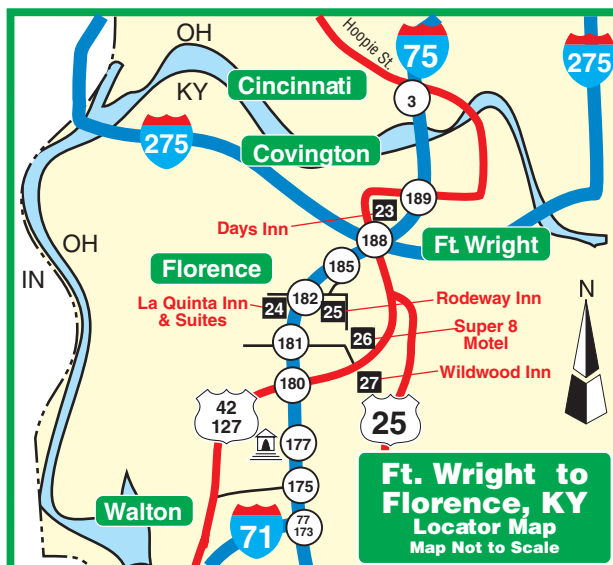 OH
Hoopie St.
75
275
KY
Cincinnati
3
275
Covington
189
23
Days Inn
188
Ft. Wright
OH
185
Florence
IN
La Quinta Inn
& Suites
24
182
25
Rodeway Inn
N
26
Super 8
Motel
181
27
Wildwood Inn
180
42
127
25
177
175
Walton
71
77
173
Ft. Wright to
Florence, KY
Locator Map
Map Not to Scale